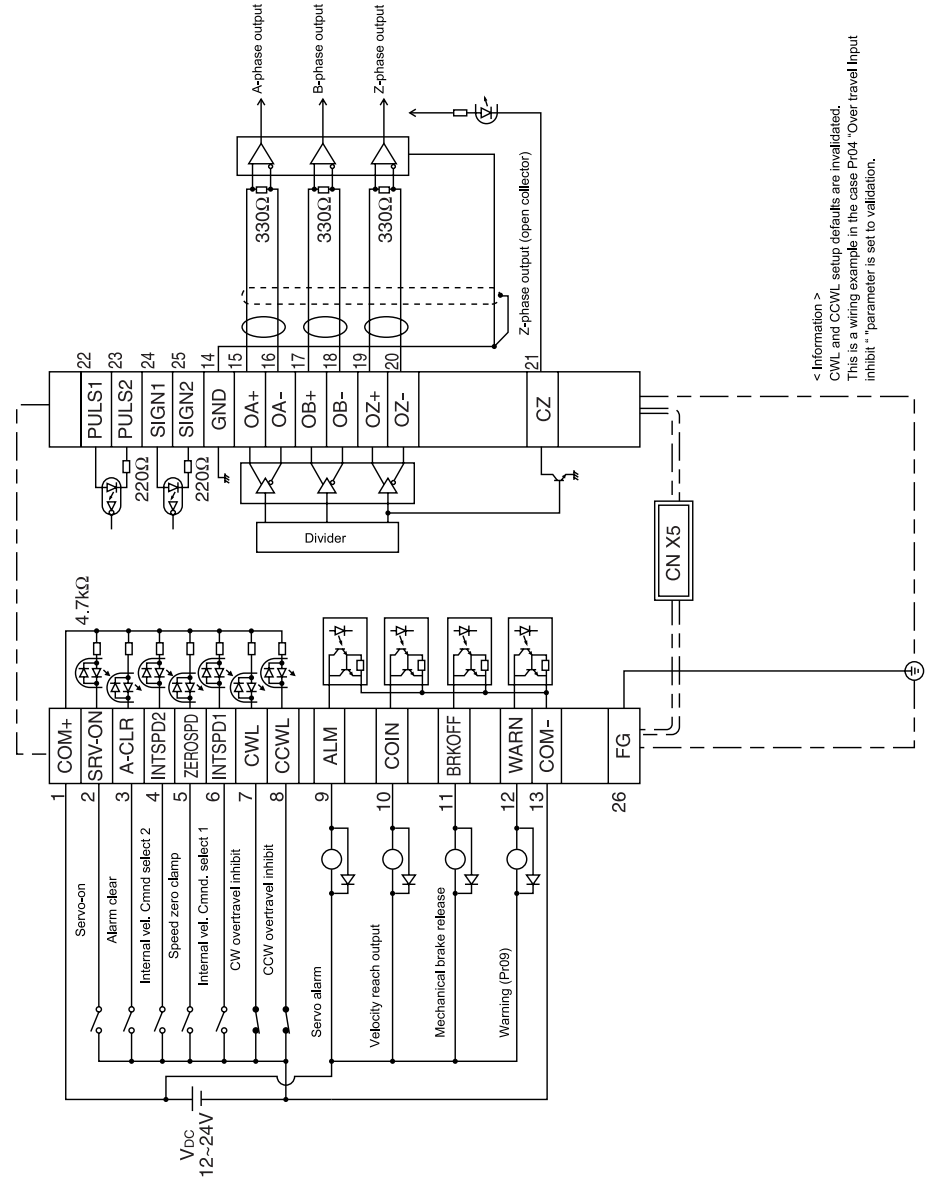 A-phase output
B-phase output
Z-phase output
330Ω
330Ω
330Ω
Z-phase output (open collector)
22
23
24
25
14
15
16
17
18
19
20
21
PULS1
PULS2
SIGN1
SIGN2
GND
OA+
OA-
OB+
OB-
OZ+
OZ-
CZ
220Ω
220Ω
Divider
< Information >
CWL and CCWL setup defaults are invalidated.
This is a wiring example in the case Pr04 "Over travel Input
inhibit " "parameter is set to validation.
CN X5
4.7kΩ
COM+
SRV-ON
A-CLR
INTSPD2
ZEROSPD
INTSPD1
CWL
CCWL
ALM
COIN
BRKOFF
WARN
COM-
FG
1
2
3
4
5
6
7
8
9
10
11
12
13
26
Servo-on
Alarm clear
Internal vel. Cmnd select 2
Speed zero clamp
Internal vel. Cmnd. select 1
CW overtravel inhibit
CCW overtravel inhibit
Servo alarm
Velocity reach output
Mechanical brake release
Warning (Pr09)
VDC
12~24V